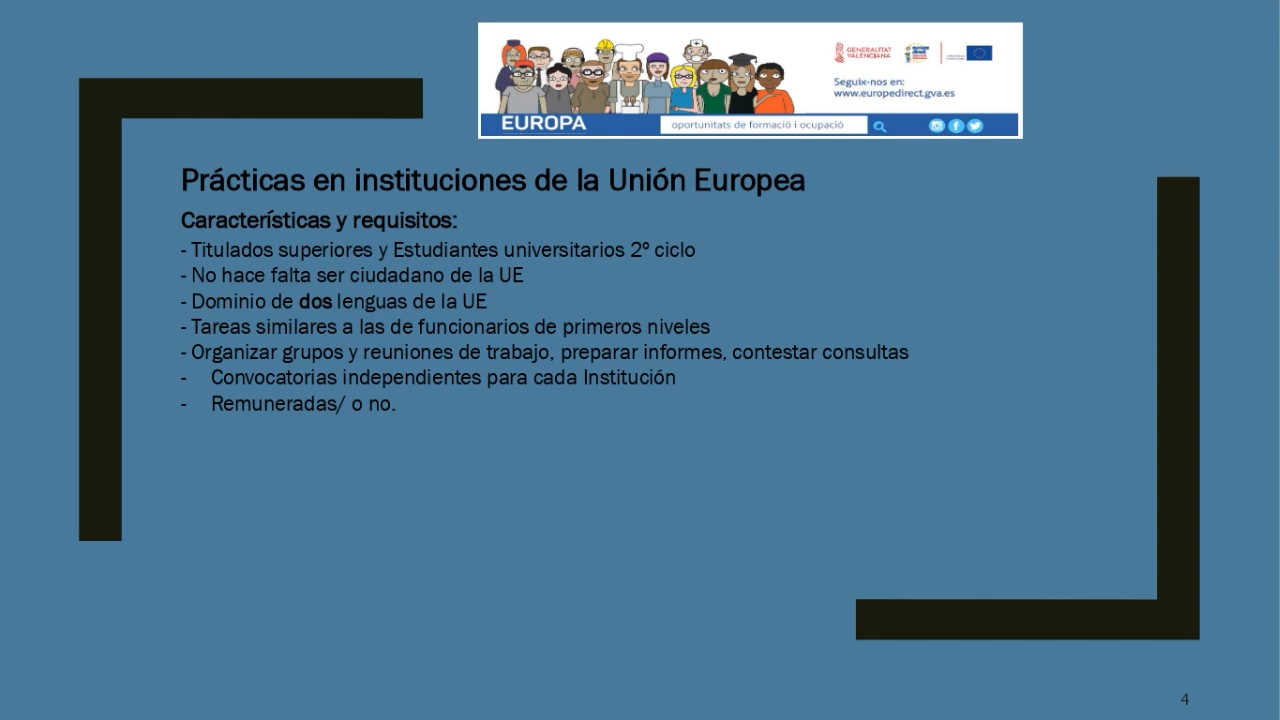 GENERALITAT
VALENCIANA
Seguix-nos en:
www.europedirect.gva.es
EUROPA
oportunitats de formació i ocupació
Prácticas en instituciones de la Unión Europea
Características y requisitos:
- Titulados superiores y Estudiantes universitarios 2º ciclo
- No hace falta ser ciudadano de la UE
- Dominio de dos lenguas de la UE
- Tareas similares a las de funcionarios de primeros niveles
- Organizar grupos y reuniones de trabajo, preparar informes, contestar consultas
- Convocatorias independientes para cada Institución
- Remuneradas/ o no.
4